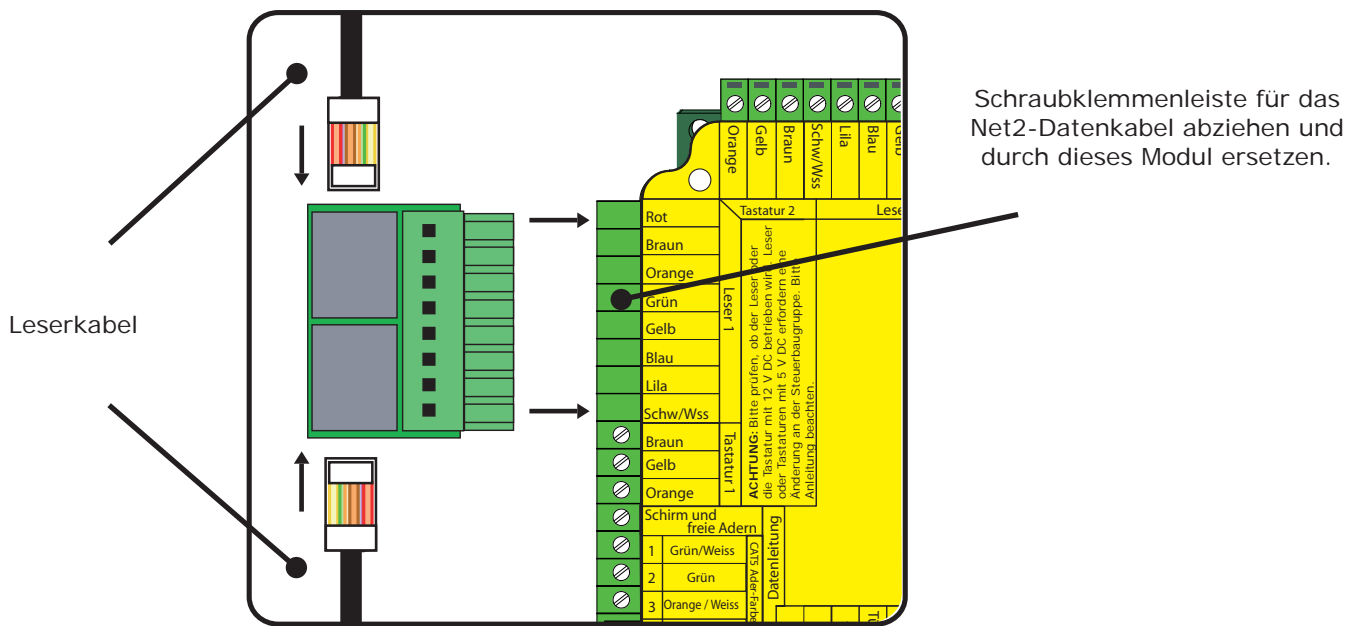 Schraubklemmenleiste für das
Net2-Datenkabel abziehen und
durch dieses Modul ersetzen.
Leserkabel
Orange
Gelb
Braun
Schw/Wss
Lila
Blau
Tastatur 2
Rot
Braun
Orange
Grün
Gelb
Blau
Lila
Schw/Wss
Leser 1
ACHTUNG: Bitte prüfen, ob der Leser oder
die Tastatur mit 12 V DC betrieben wird. Leser
oder Tastaturen mit 5 V DC erfordern eine
Änderung an der Steuerbaugruppe. Bitte
Anleitung beachten.
Braun
Gelb
Orange
Tastatur 1
Schirm und
freie Adern
Datenleitung
CAT5 Ader-Farbe
1 Grün/Weiss
2 Grün
3 Orange / Weiss